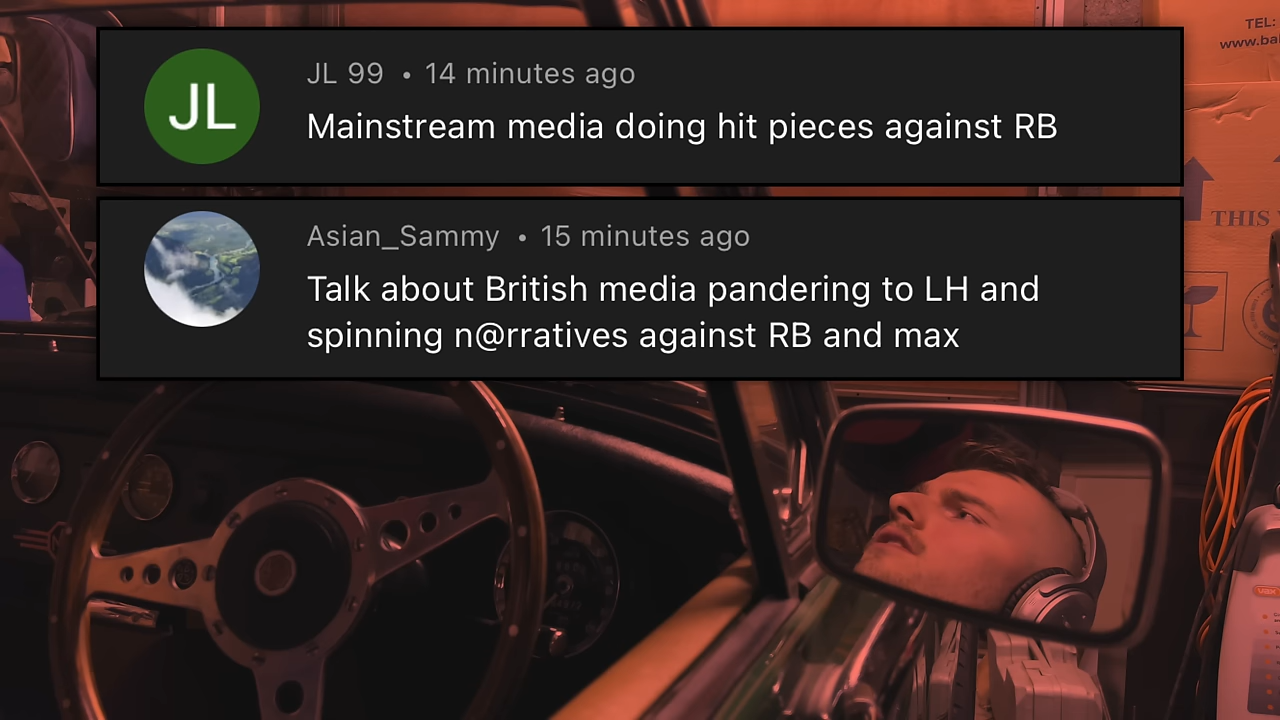 TEL:
www.ba
JL
JL 99 • 14 minutes ago
Mainstream media doing hit pieces against RB
THIS
Asian_Sammy • 15 minutes ago
Talk about British media pandering to LH and
spinning n@rratives against RB and max
VAX